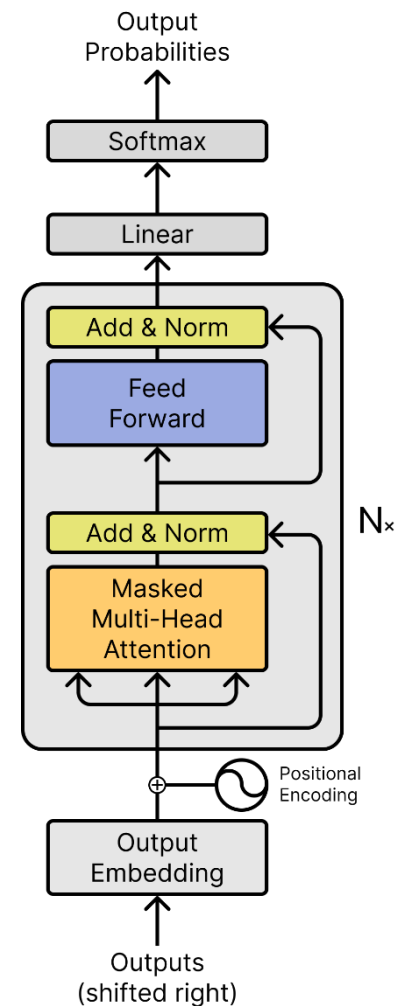 Output
Probabilities
Softmax
Linear
Add & Norm
Feed
Forward
Add & Norm
N×
Masked
Multi-Head
Attention
Positional
Encoding
Output
Embedding
Outputs
(shifted right)